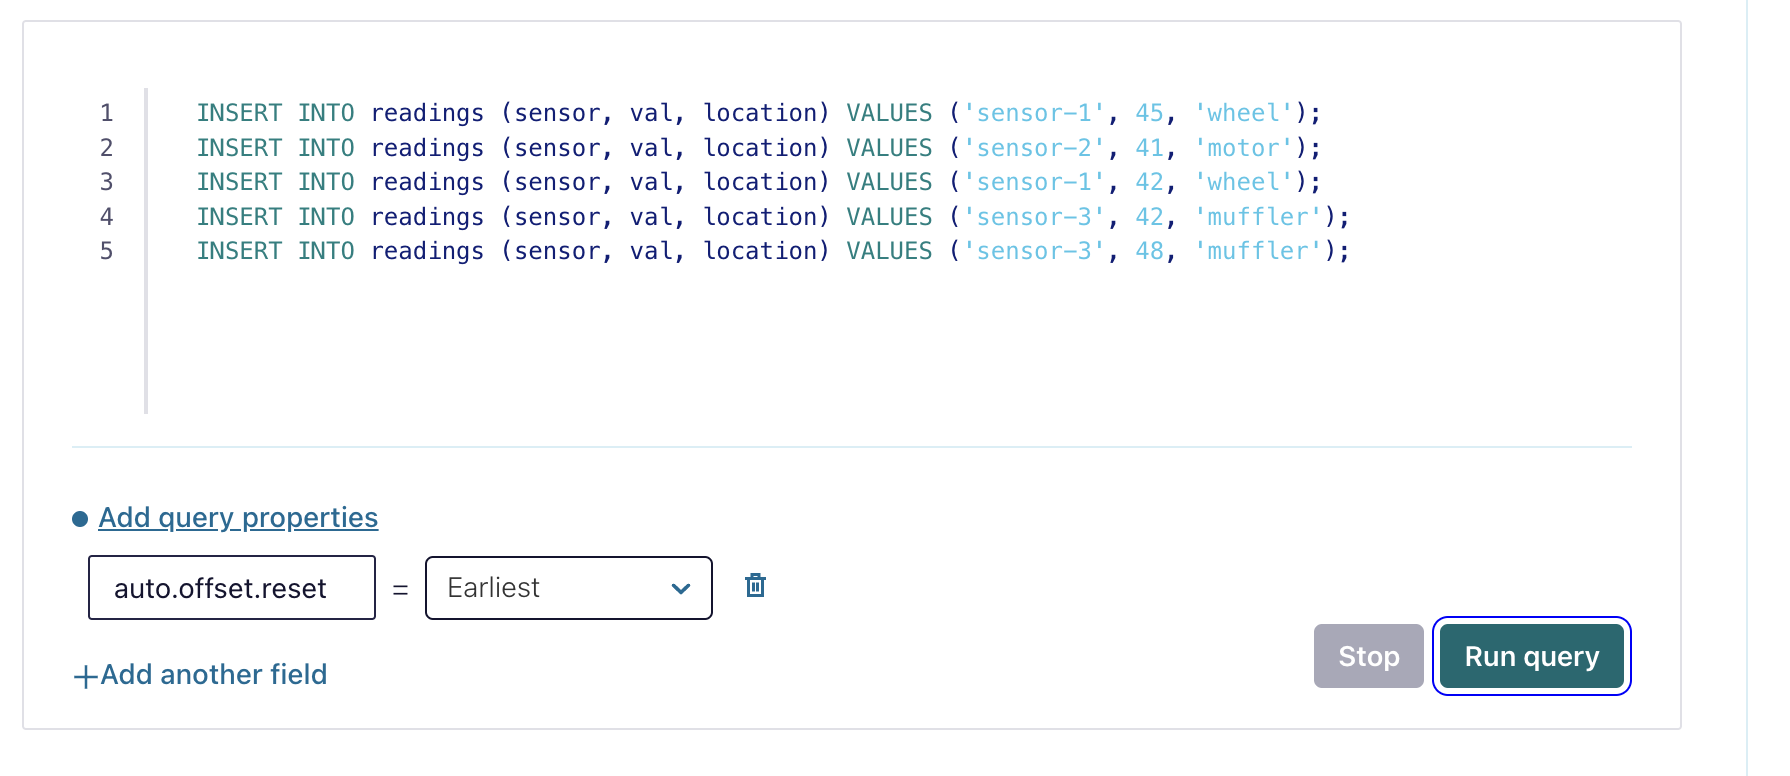 1 INSERT INTO readings (sensor, val, location) VALUES ('sensor-1', 45, 'wheel');
2 INSERT INTO readings (sensor, val, location) VALUES ('sensor-2', 41, 'motor');
3 INSERT INTO readings (sensor, val, location) VALUES ('sensor-1', 42, 'wheel');
4 INSERT INTO readings (sensor, val, location) VALUES ('sensor-3', 42, 'muffler');
5 INSERT INTO readings (sensor, val, location) VALUES ('sensor-3', 48, 'muffler');
Add query properties
auto.offset.reset = Earliest
Stop Run query
+Add another field